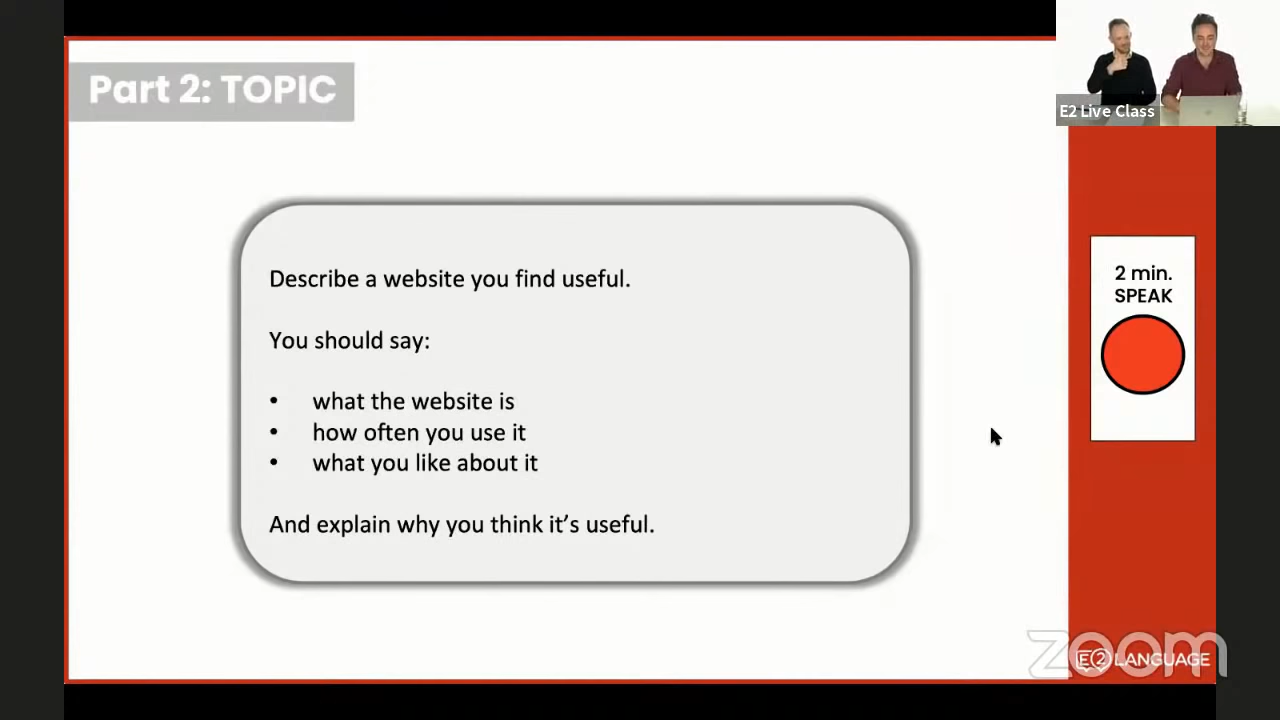 Part 2: TOPIC
E2 Live Class
Describe a website you find useful.
You should say:
• what the website is
• how often you use it
• what you like about it
And explain why you think it's useful.
2 min.
SPEAK
zoom
E2 LANGUAGE